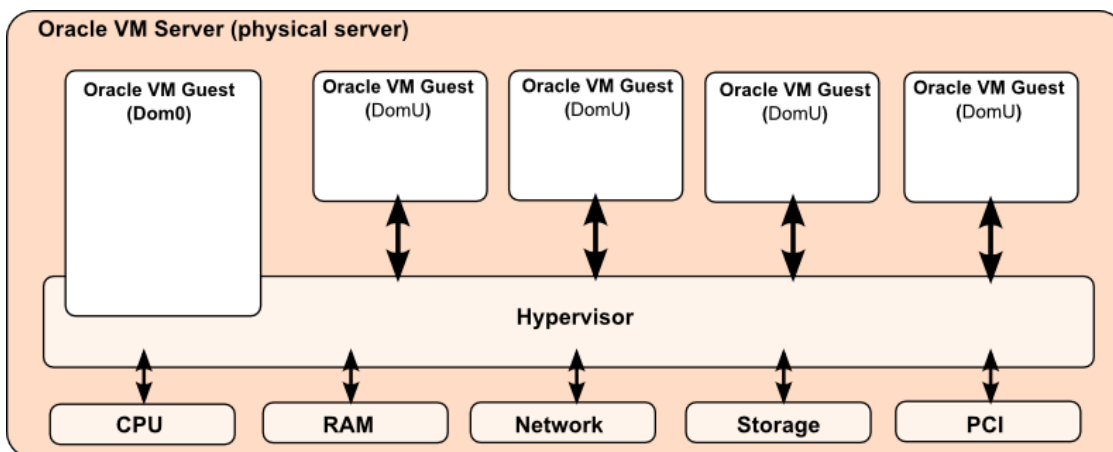 Oracle VM Server (physical server)
Oracle VM Guest
(Dom0)
Oracle VM Guest
(DomU)
Oracle VM Guest
(DomU)
Oracle VM Guest
(DomU)
Oracle VM Guest
(DomU)
Hypervisor
CPU
RAM
Network
Storage
PCI